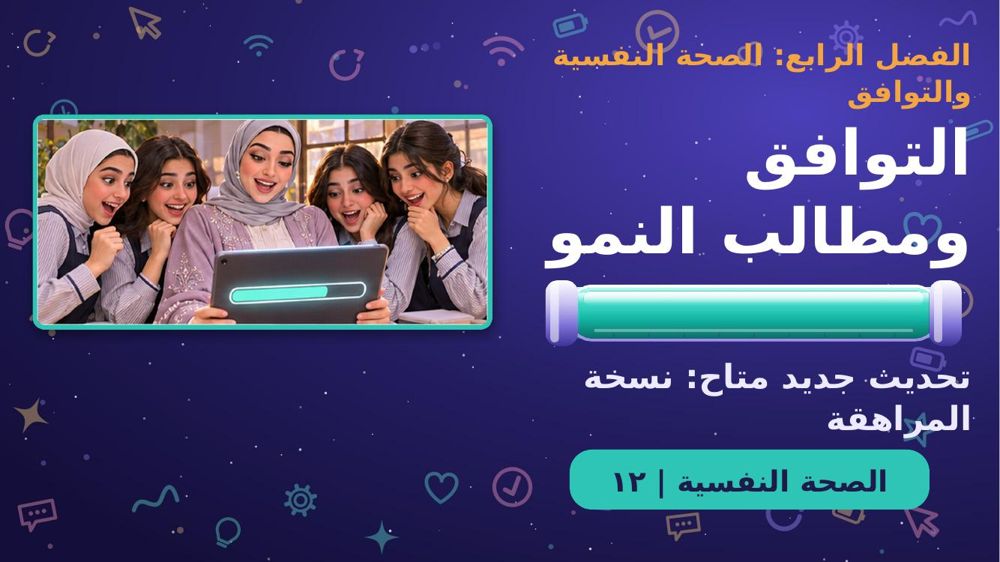 الفصل الرابع: الصحة النفسية
والتوافق
التوافق
ومطالب النمو
تحديث جديد متاح: نسخة
المراهقة
الصحة النفسية | ١٢